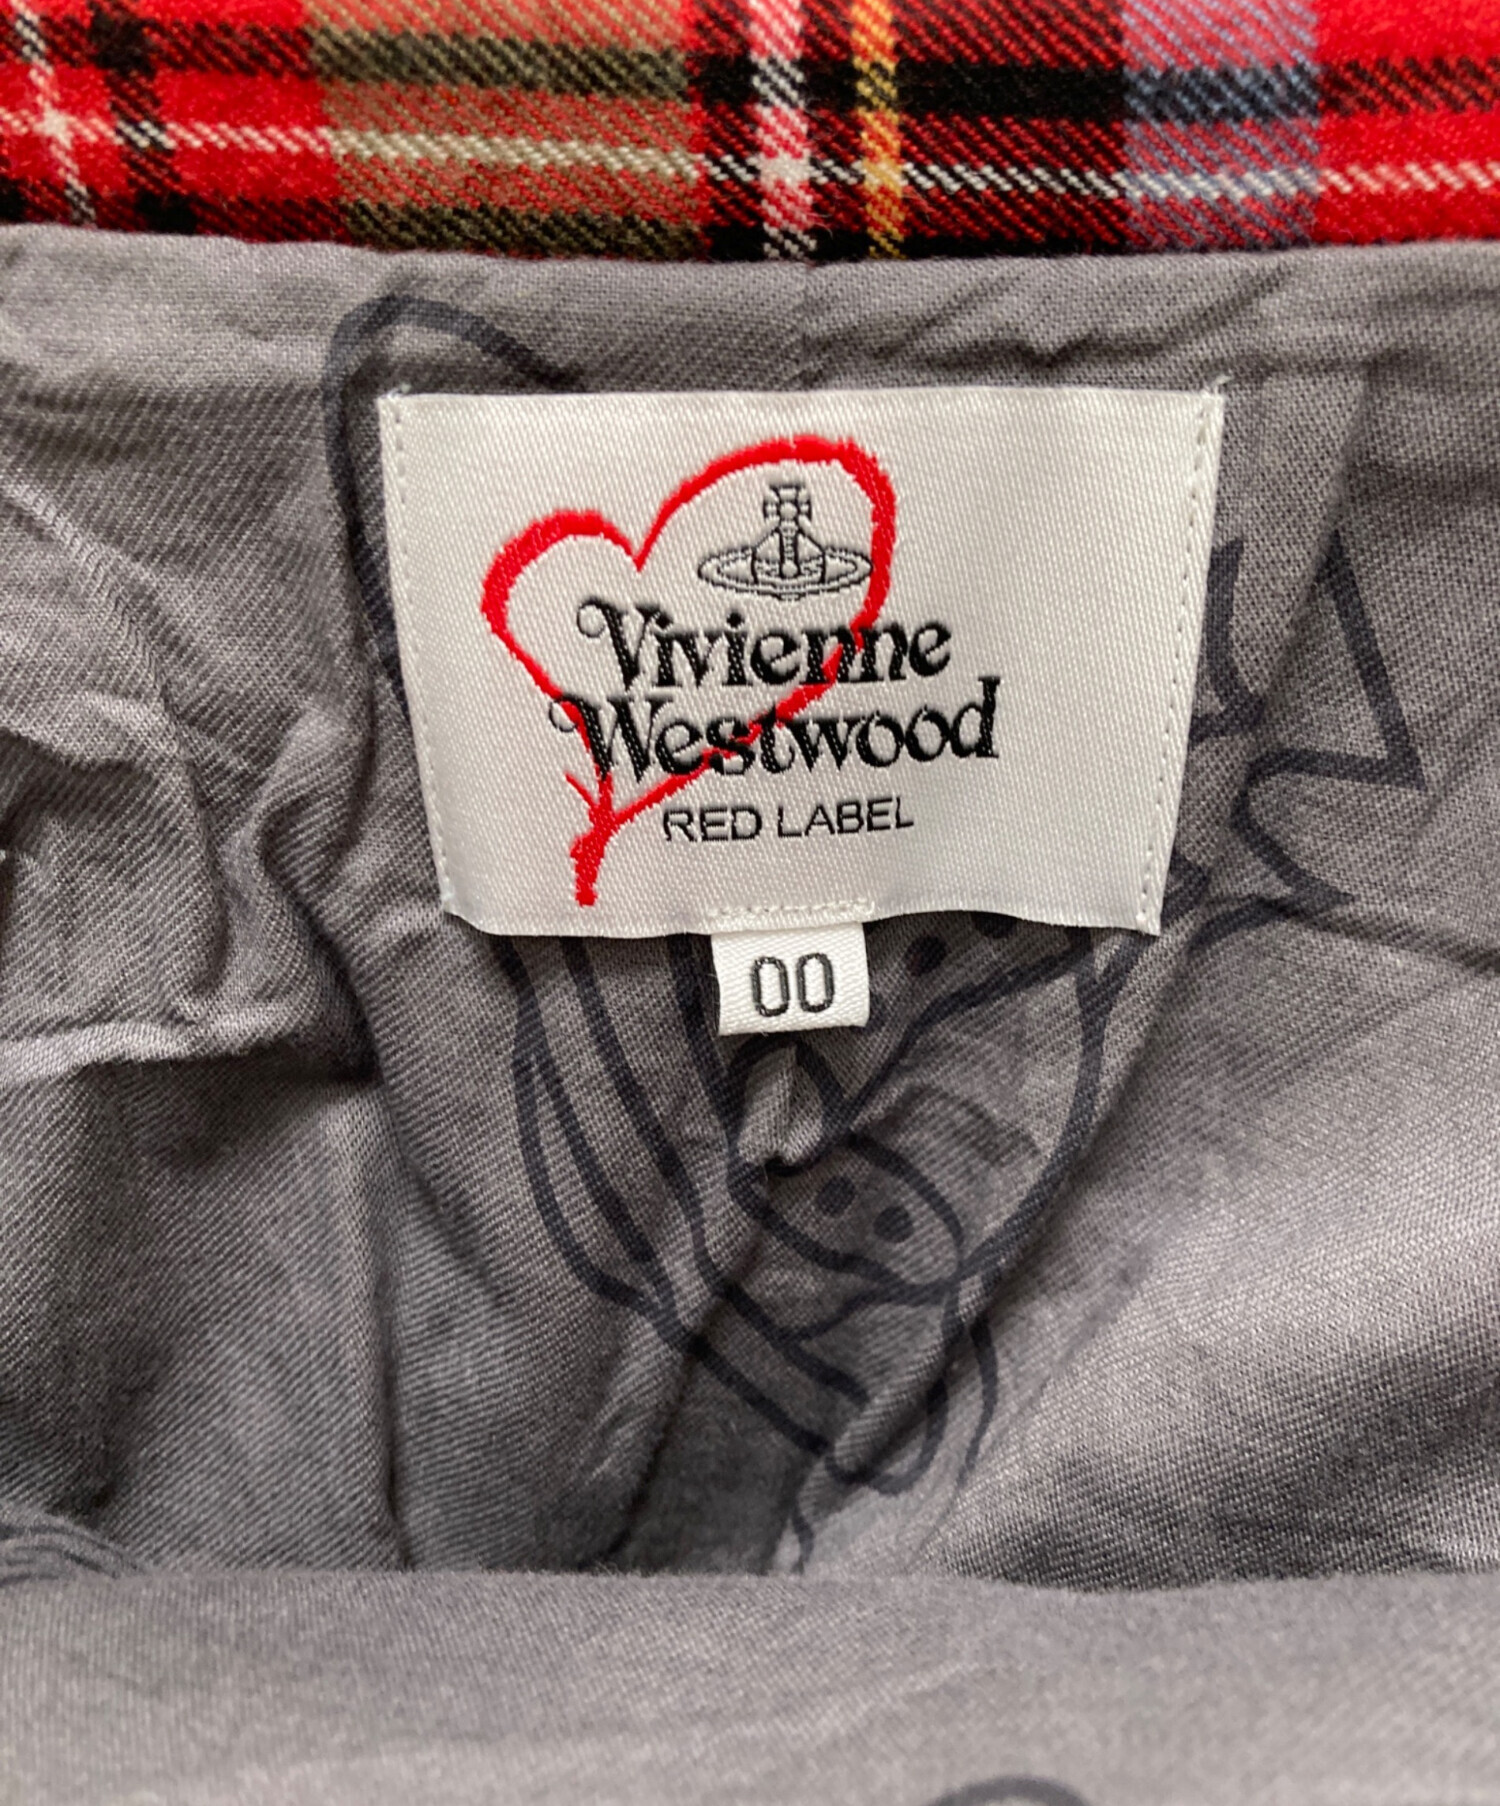 Vivienne
Westwood
RED LABEL
00